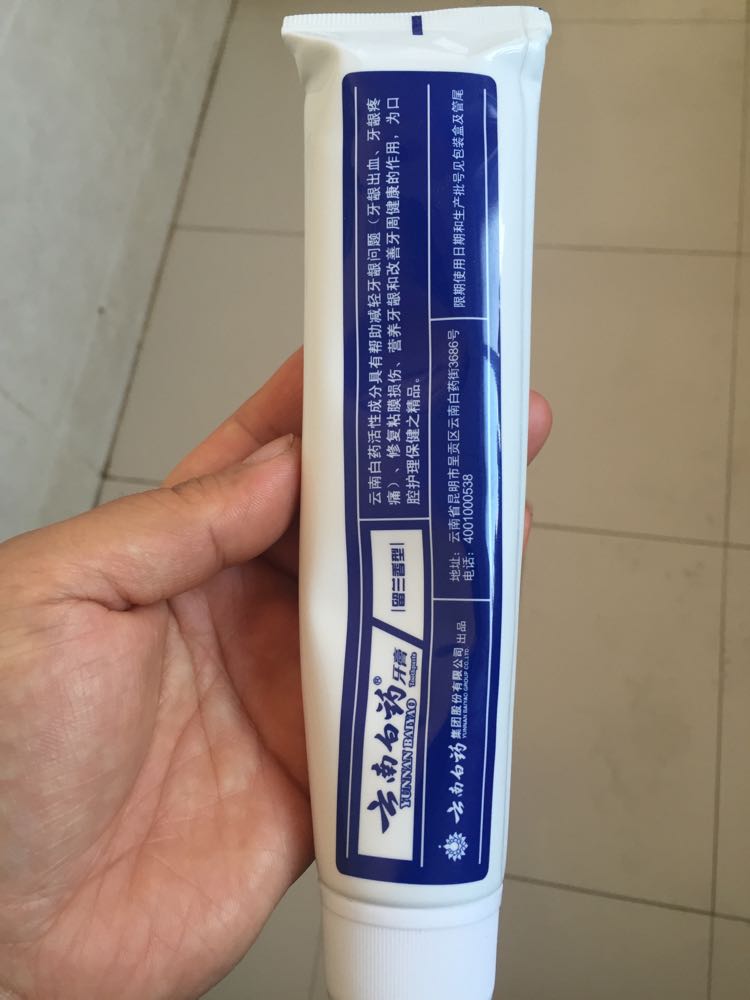 云南白药®牙膏
YUNNAN BAIYAO Toothpaste
留兰香型
云南白药活性成分具有帮助减轻牙龈问题（牙龈出血、牙龈疼
痛）、修复粘膜损伤、营养牙龈和改善牙周健康的作用，为口
腔护理保健之精品。
云南白药集团股份有限公司 出品
YUNNAN BAIYAO GROUP CO.,LTD.
地址：云南省昆明市呈贡区云南白药街3686号
电话：4001000538
限期使用日期和生产批号见包装盒及管尾